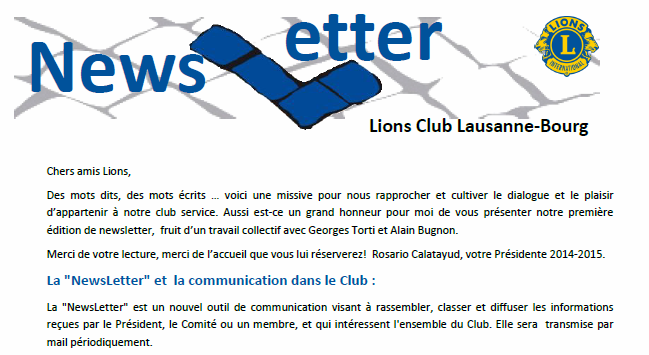 News Letter
LIONS
L
INTERNATIONAL
Lions Club Lausanne-Bourg
Chers amis Lions,
Des mots dits, des mots écrits ... voici une missive pour nous rapprocher et cultiver le dialogue et le plaisir
d'appartenir à notre club service. Aussi est-ce un grand honneur pour moi de vous présenter notre première
édition de newsletter, fruit d'un travail collectif avec Georges Torti et Alain Bugnon.
Merci de votre lecture, merci de l'accueil que vous lui réserverez! Rosario Calatayud, votre Présidente 2014-2015.
La "NewsLetter" et la communication dans le Club :
La "NewsLetter" est un nouvel outil de communication visant à rassembler, classer et diffuser les informations
reçues par le Président, le Comité ou un membre, et qui intéressent l'ensemble du Club. Elle sera transmise par
mail périodiquement.